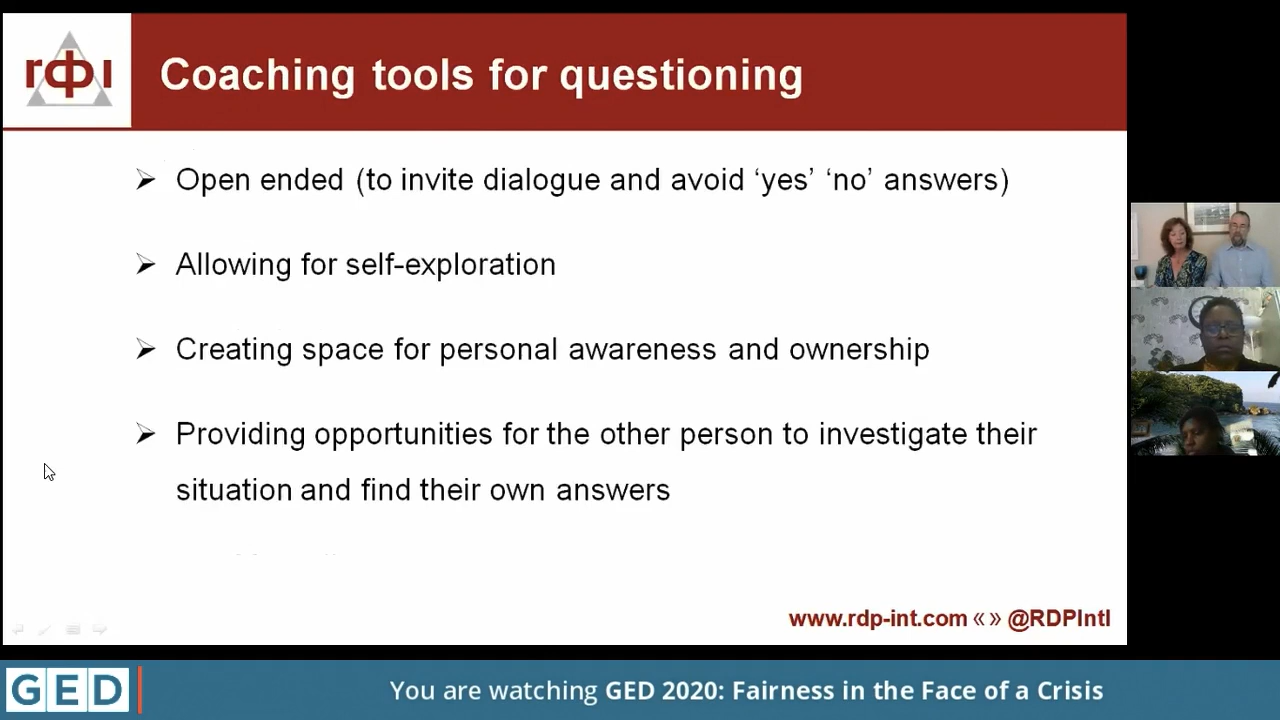 rфı
Coaching tools for questioning
➢ Open ended (to invite dialogue and avoid ‘yes’ ‘no’ answers)
➢ Allowing for self-exploration
➢ Creating space for personal awareness and ownership
➢ Providing opportunities for the other person to investigate their
situation and find their own answers
www.rdp-int.com «» @RDPIntl
GED
You are watching GED 2020: Fairness in the Face of a Crisis